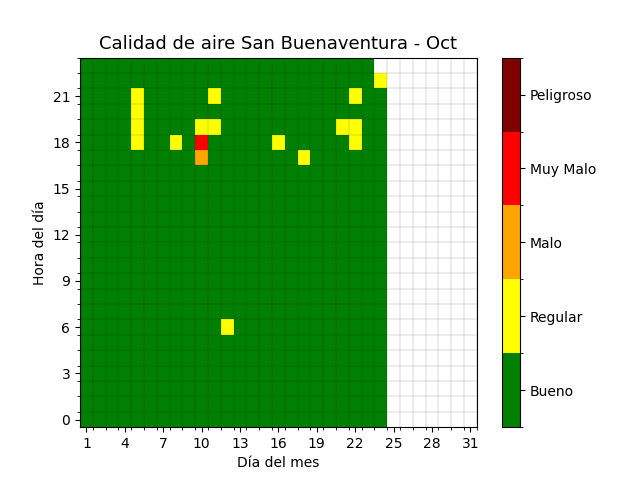 Calidad de aire San Buenaventura - Oct
Hora del día
21
18
15
12
9
6
3
0
1 4 7 10 13 16 19 22 25 28 31
Día del mes
Peligroso
Muy Malo
Malo
Regular
Bueno